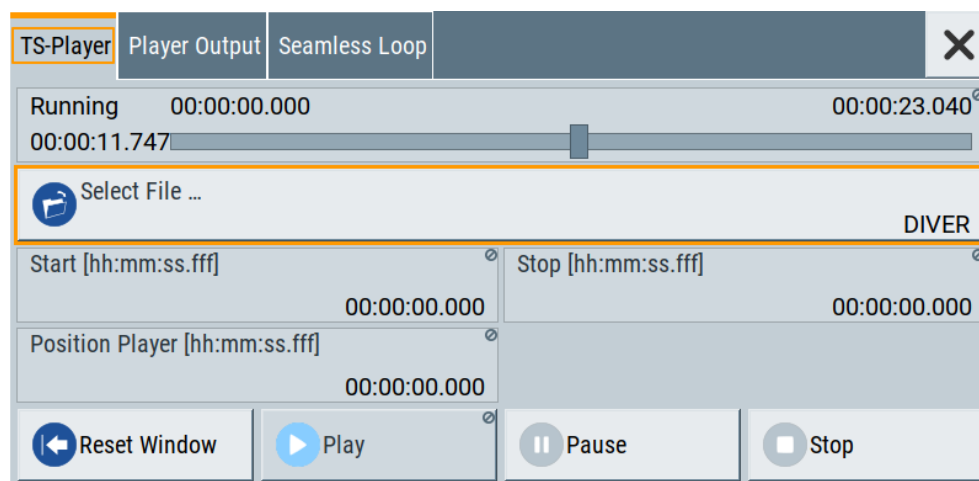 TS-Player Player Output Seamless Loop
Running 00:00:00.000 00:00:23.040
00:00:11.747
Select File ...
DIVER
Start [hh:mm:ss.fff] Stop [hh:mm:ss.fff]
00:00:00.000 00:00:00.000
Position Player [hh:mm:ss.fff]
00:00:00.000
Reset Window Play Pause Stop